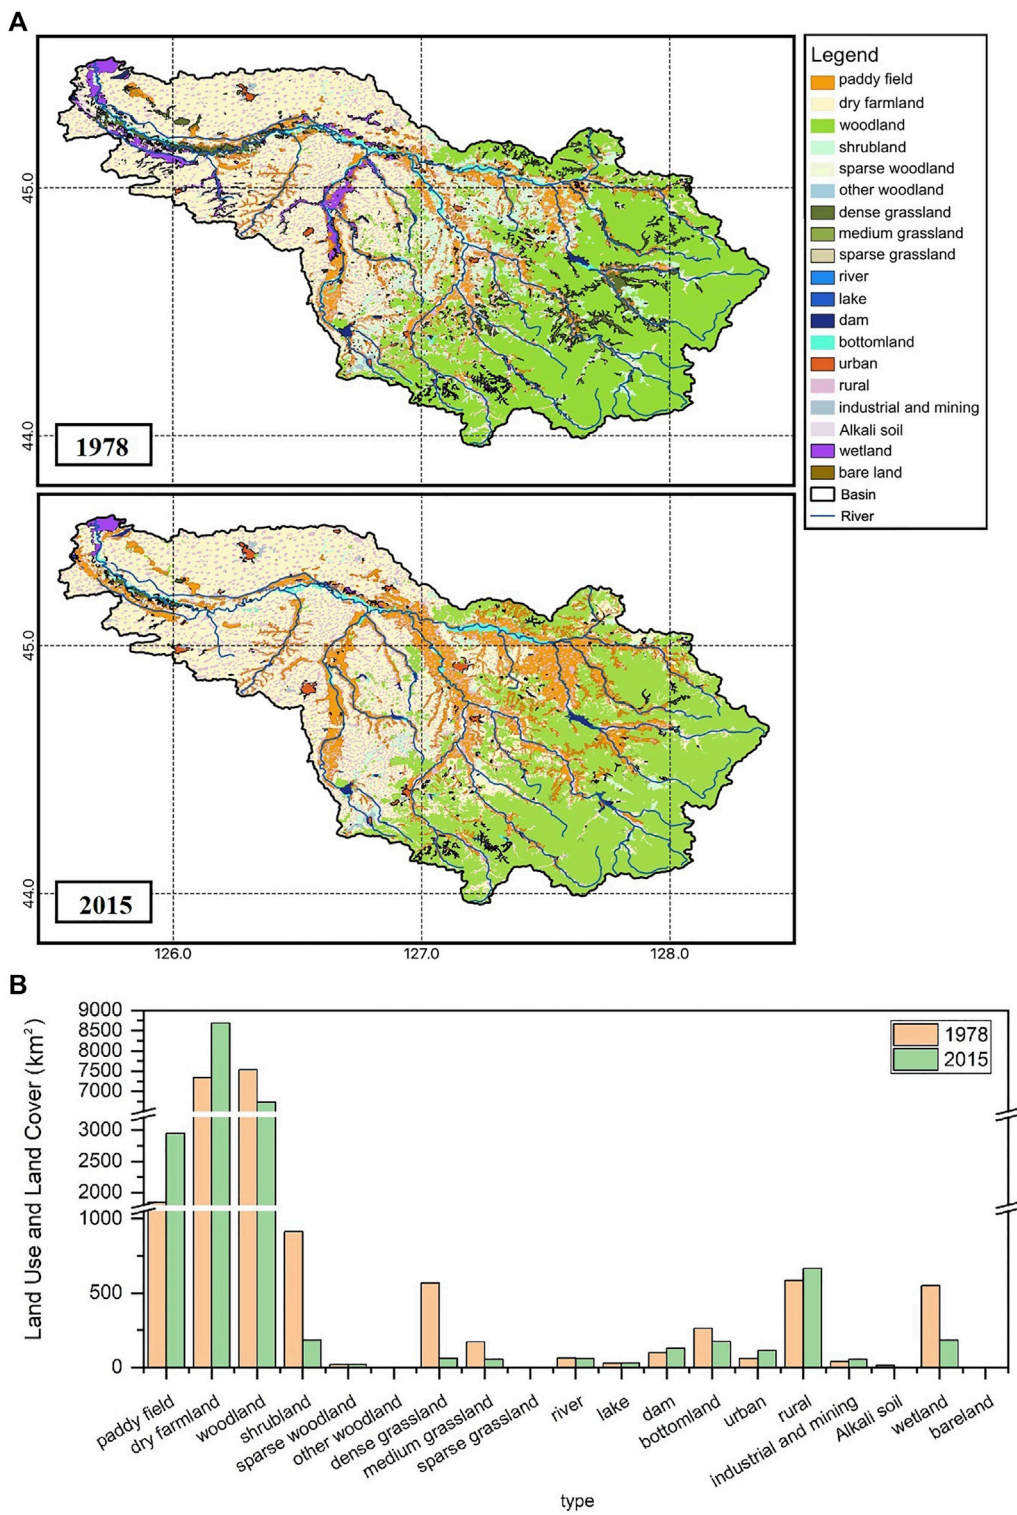 A
Legend
paddy field
dry farmland
woodland
shrubland
sparse woodland
other woodland
dense grassland
medium grassland
sparse grassland
river
lake
dam
bottomland
urban
rural
industrial and mining
Alkali soil
wetland
bare land
Basin
River
45.0
44.0
1978
45.0
44.0
2015
126.0 127.0 128.0
B
Land Use and Land Cover (km²)
9000
8500
8000
7500
7000
3000
2500
2000
1000
500
0
1978
2015
paddy field
dry farmland
woodland
shrubland
sparse woodland
other woodland
dense grassland
medium grassland
sparse grassland
river
lake
dam
bottomland
urban
rural
industrial and mining
Alkali soil
wetland
bareland
type